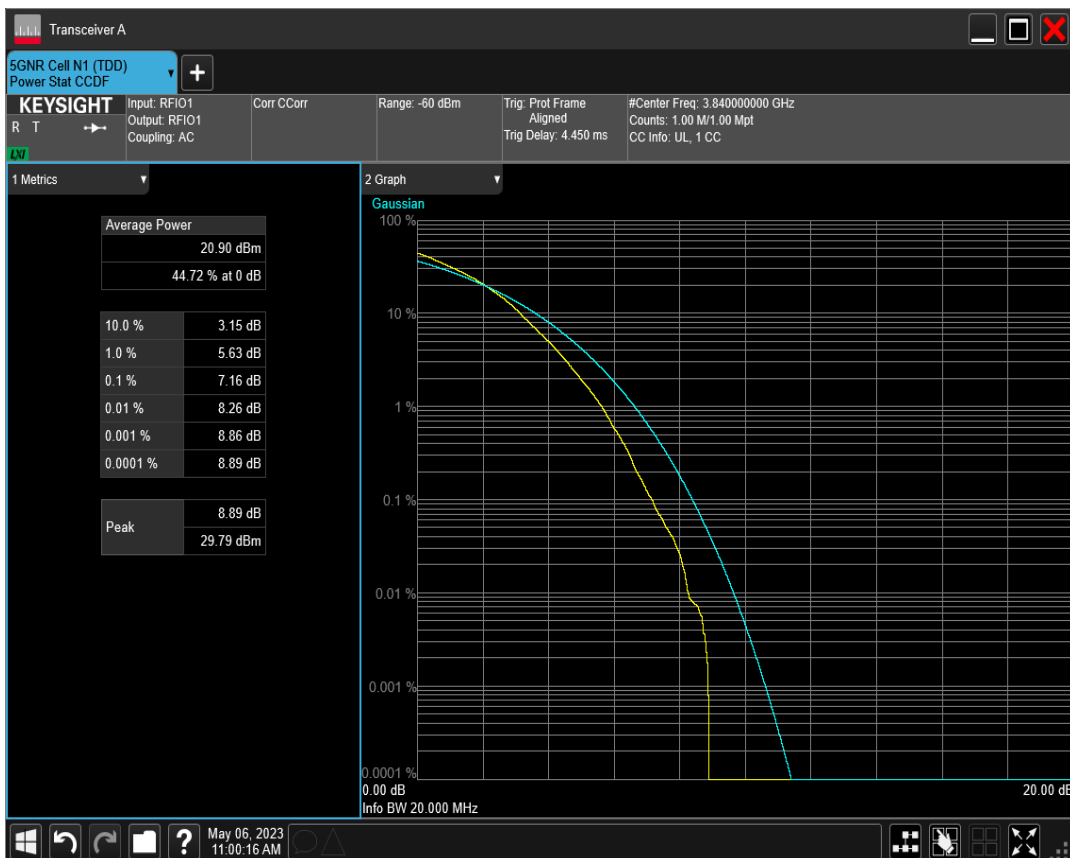 Transceiver A
5GNR Cell N1 (TDD)
Power Stat CCDF
+
KEYSIGHT
R T
LXI
Input: RFIO1
Output: RFIO1
Coupling: AC
Corr CCorr
Range: -60 dBm
Trig: Prot Frame
Aligned
Trig Delay: 4.450 ms
#Center Freq: 3.840000000 GHz
Counts: 1.00 M/1.00 Mpt
CC Info: UL, 1 CC
1 Metrics
Average Power
20.90 dBm
44.72 % at 0 dB
10.0 % 3.15 dB
1.0 % 5.63 dB
0.1 % 7.16 dB
0.01 % 8.26 dB
0.001 % 8.86 dB
0.0001 % 8.89 dB
Peak
8.89 dB
29.79 dBm
2 Graph
Gaussian
100 %
10 %
1 %
0.1 %
0.01 %
0.001 %
0.0001 %
0.00 dB
20.00 dB
Info BW 20.000 MHz
?
May 06, 2023
11:00:16 AM